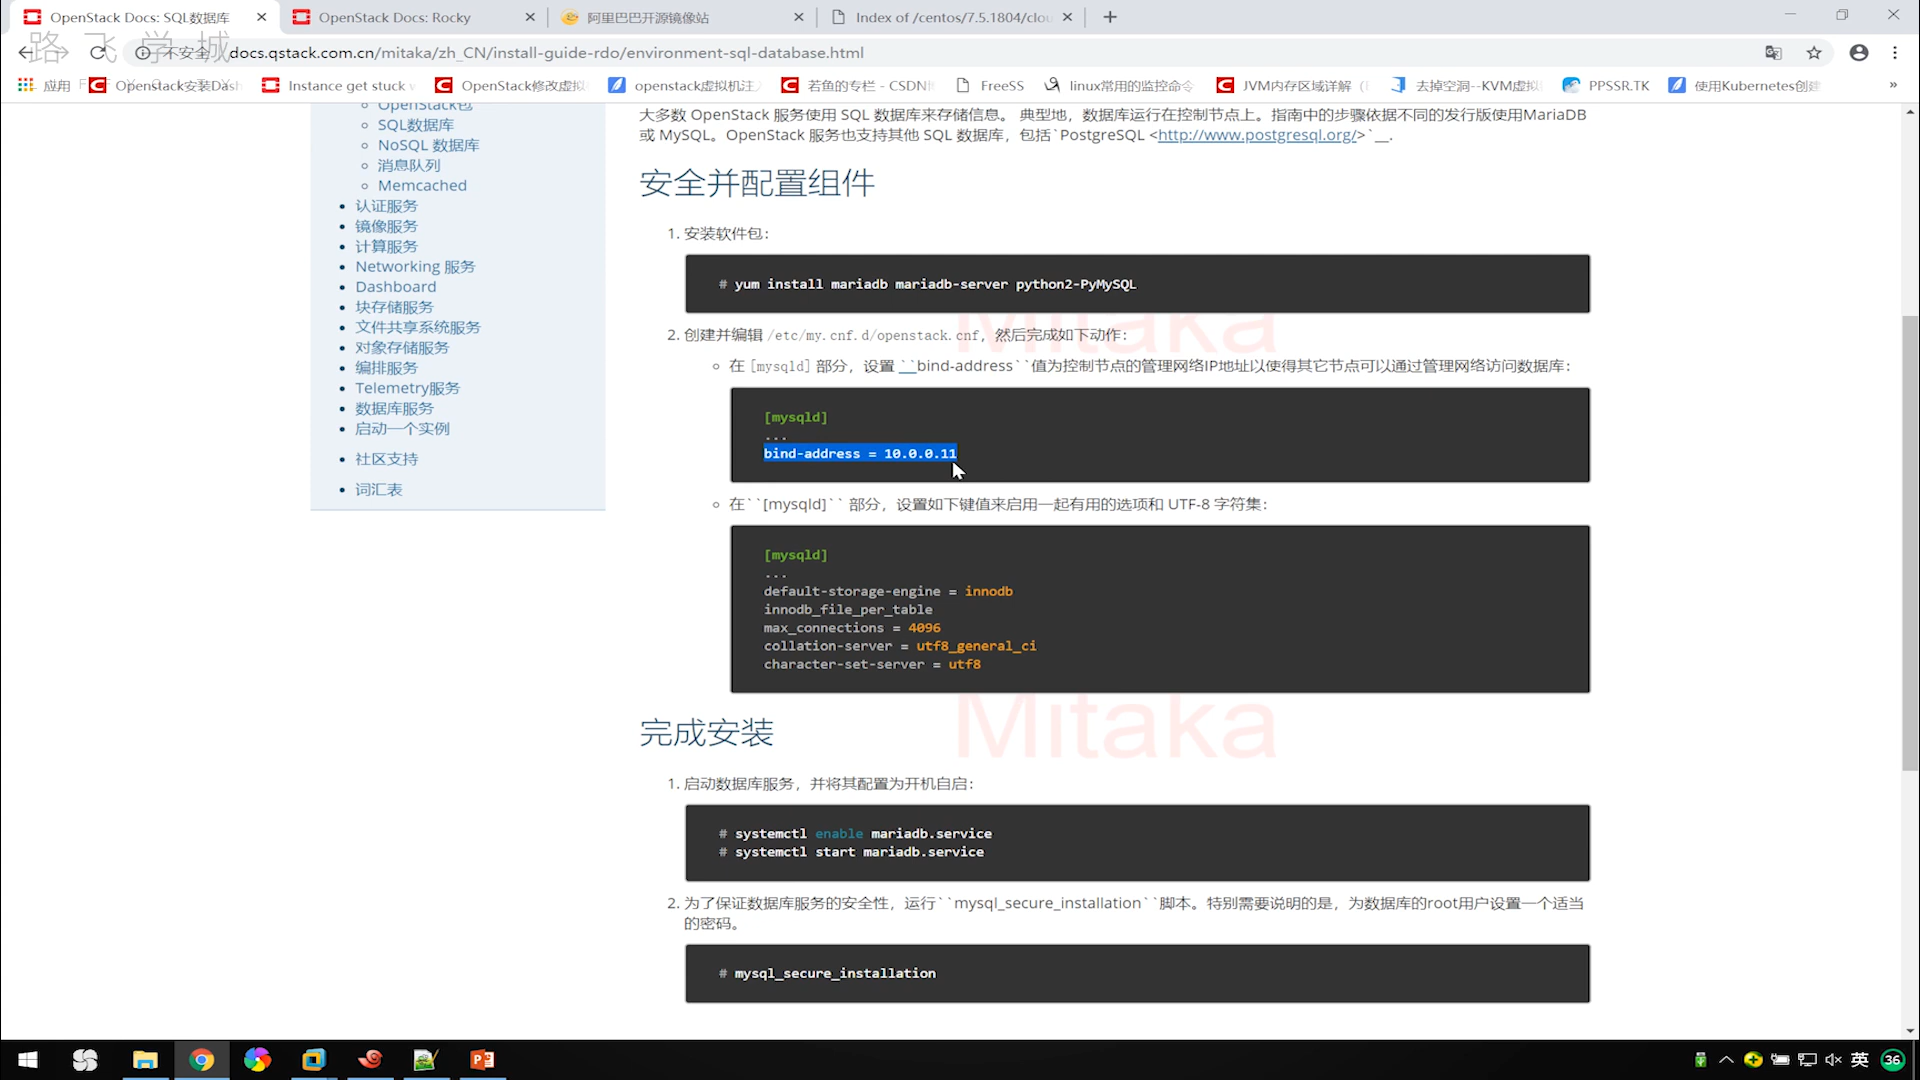 OpenStack Docs: SQL数据库
OpenStack Docs: Rocky
阿里巴巴开源镜像站
Index of /centos/7.5.1804/clou
路飞学城
不安全
docs.qstack.com.cn/mitaka/zh_CN/install-guide-rdo/environment-sql-database.html
应用
OpenStack安装Dash
Instance get stuck
OpenStack修改虚拟
openstack虚拟机注
若鱼的专栏 - CSDN
FreeSS
linux常用的监控命令
JVM内存区域详解
去掉空洞--KVM虚拟
PPSSR.TK
使用Kubernetes创建
»
OpenStack包
SQL数据库
NoSQL 数据库
消息队列
Memcached
认证服务
镜像服务
计算服务
Networking 服务
Dashboard
块存储服务
文件共享系统服务
对象存储服务
编排服务
Telemetry服务
数据库服务
启动一个实例
社区支持
词汇表
大多数 OpenStack 服务使用 SQL 数据库来存储信息。 典型地，数据库运行在控制节点上。指南中的步骤依据不同的发行版使用MariaDB
或 MySQL。OpenStack 服务也支持其他 SQL 数据库，包括`PostgreSQL <http://www.postgresql.org/>`__.
安全并配置组件
1. 安装软件包：
# yum install mariadb mariadb-server python2-PyMySQL
Mitaka
2. 创建并编辑 /etc/my.cnf.d/openstack.cnf，然后完成如下动作：
在 [mysqld] 部分，设置 ``bind-address``值为控制节点的管理网络IP地址以使得其它节点可以通过管理网络访问数据库：
[mysqld]
...
bind-address = 10.0.0.11
在``[mysqld]`` 部分，设置如下键值来启用一起有用的选项和 UTF-8 字符集：
[mysqld]
...
default-storage-engine = innodb
innodb_file_per_table
max_connections = 4096
collation-server = utf8_general_ci
character-set-server = utf8
Mitaka
完成安装
1. 启动数据库服务，并将其配置为开机自启：
# systemctl enable mariadb.service
# systemctl start mariadb.service
2. 为了保证数据库服务的安全性，运行``mysql_secure_installation``脚本。特别需要说明的是，为数据库的root用户设置一个适当
的密码。
# mysql_secure_installation
英
36